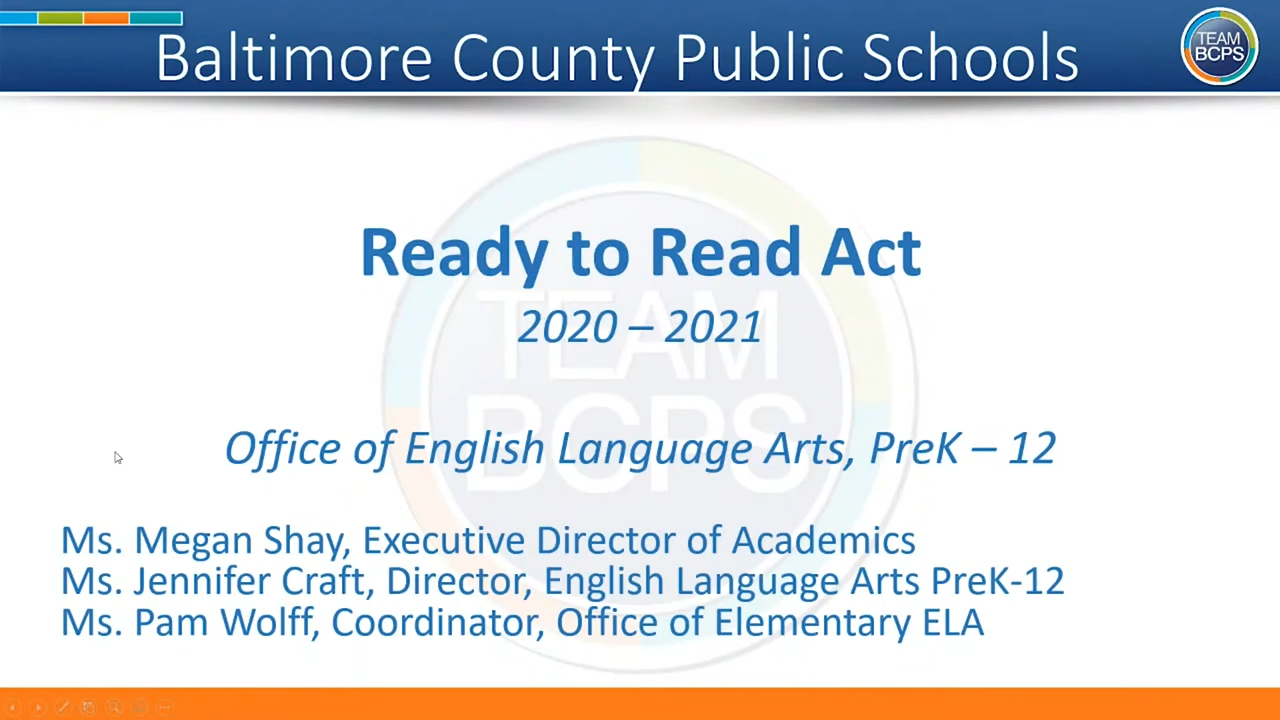 Baltimore County Public Schools
TEAM
BCPS
Ready to Read Act
2020 – 2021
TEAM
BCPS
Office of English Language Arts, PreK – 12
Ms. Megan Shay, Executive Director of Academics
Ms. Jennifer Craft, Director, English Language Arts PreK-12
Ms. Pam Wolff, Coordinator, Office of Elementary ELA